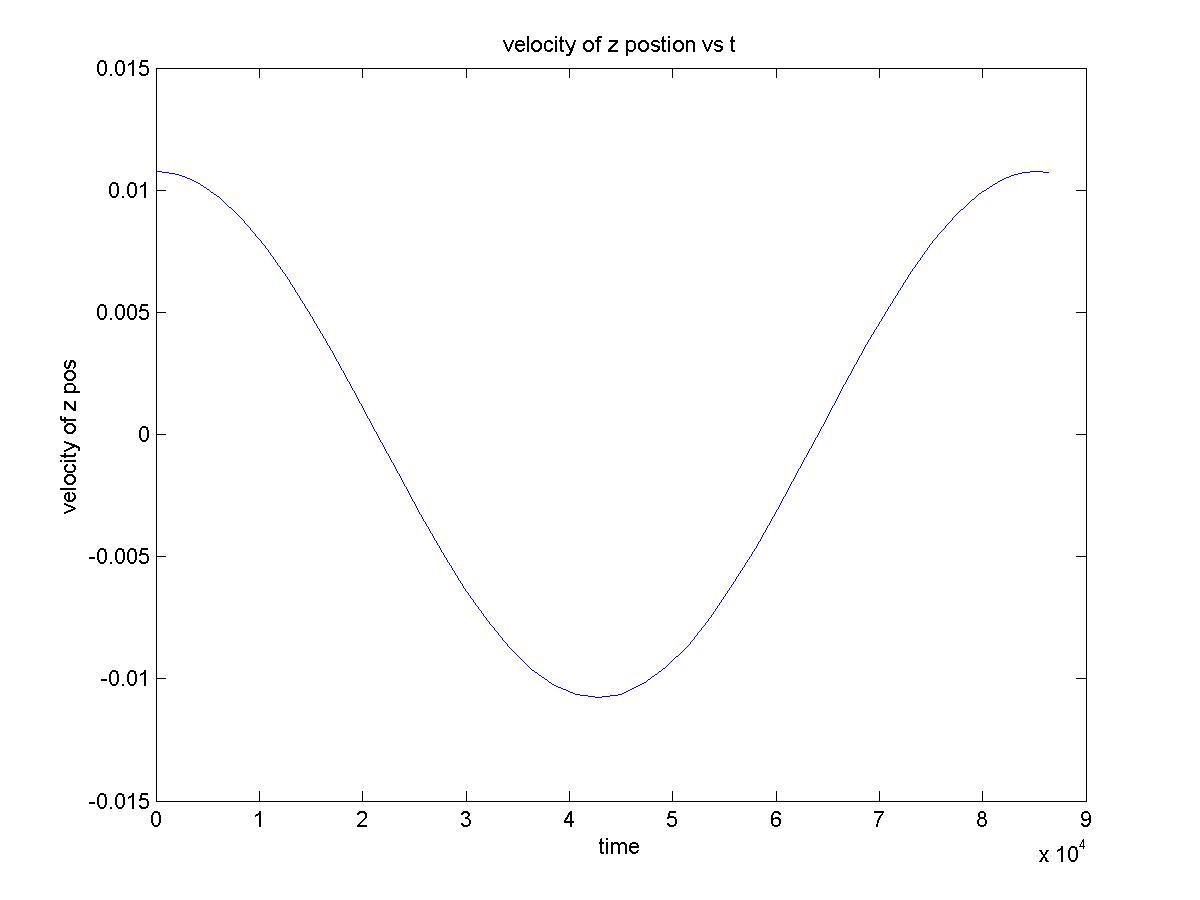 velocity of z postion vs t
0.015
0.01
0.005
0
-0.005
-0.01
-0.015
velocity of z pos
0 1 2 3 4 5 6 7 8 9
time
x 10^4